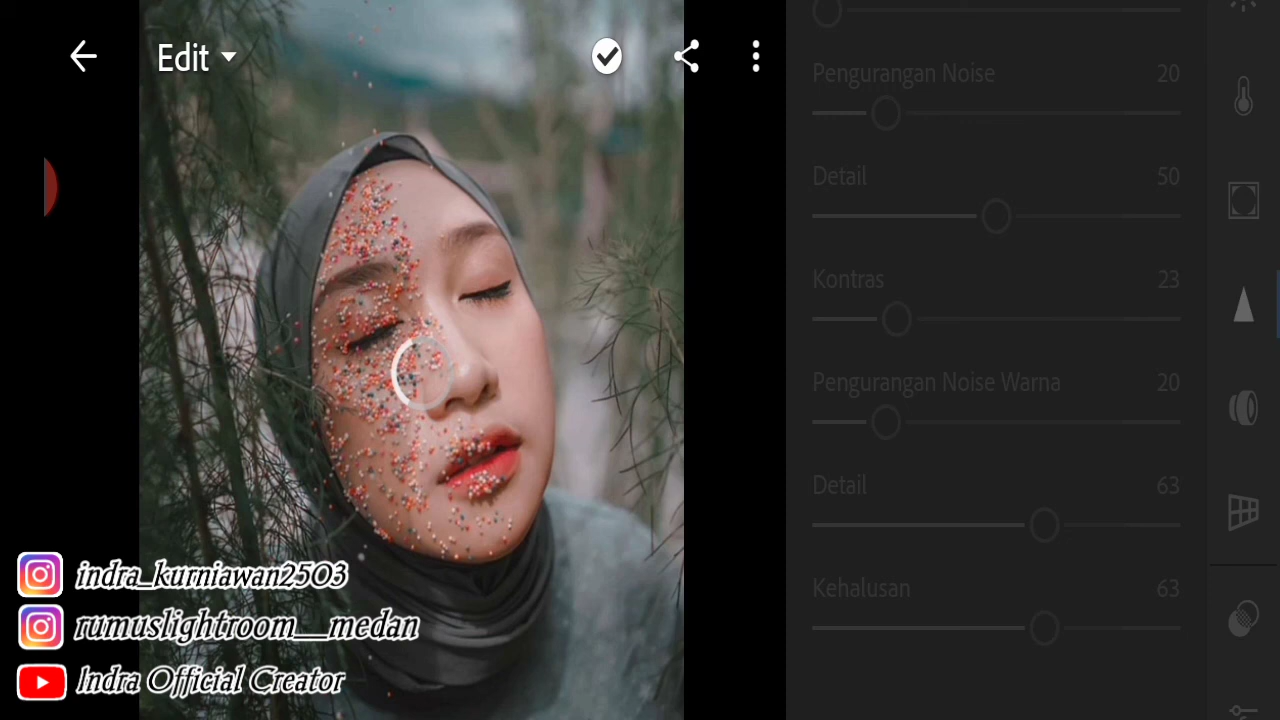 Edit
Pengurangan Noise 20
Detail 50
Kontras 23
Pengurangan Noise Warna 20
Detail 63
Kehalusan 63
indra_kurniawan2503
rumuslightroom__medan
Indra Official Creator